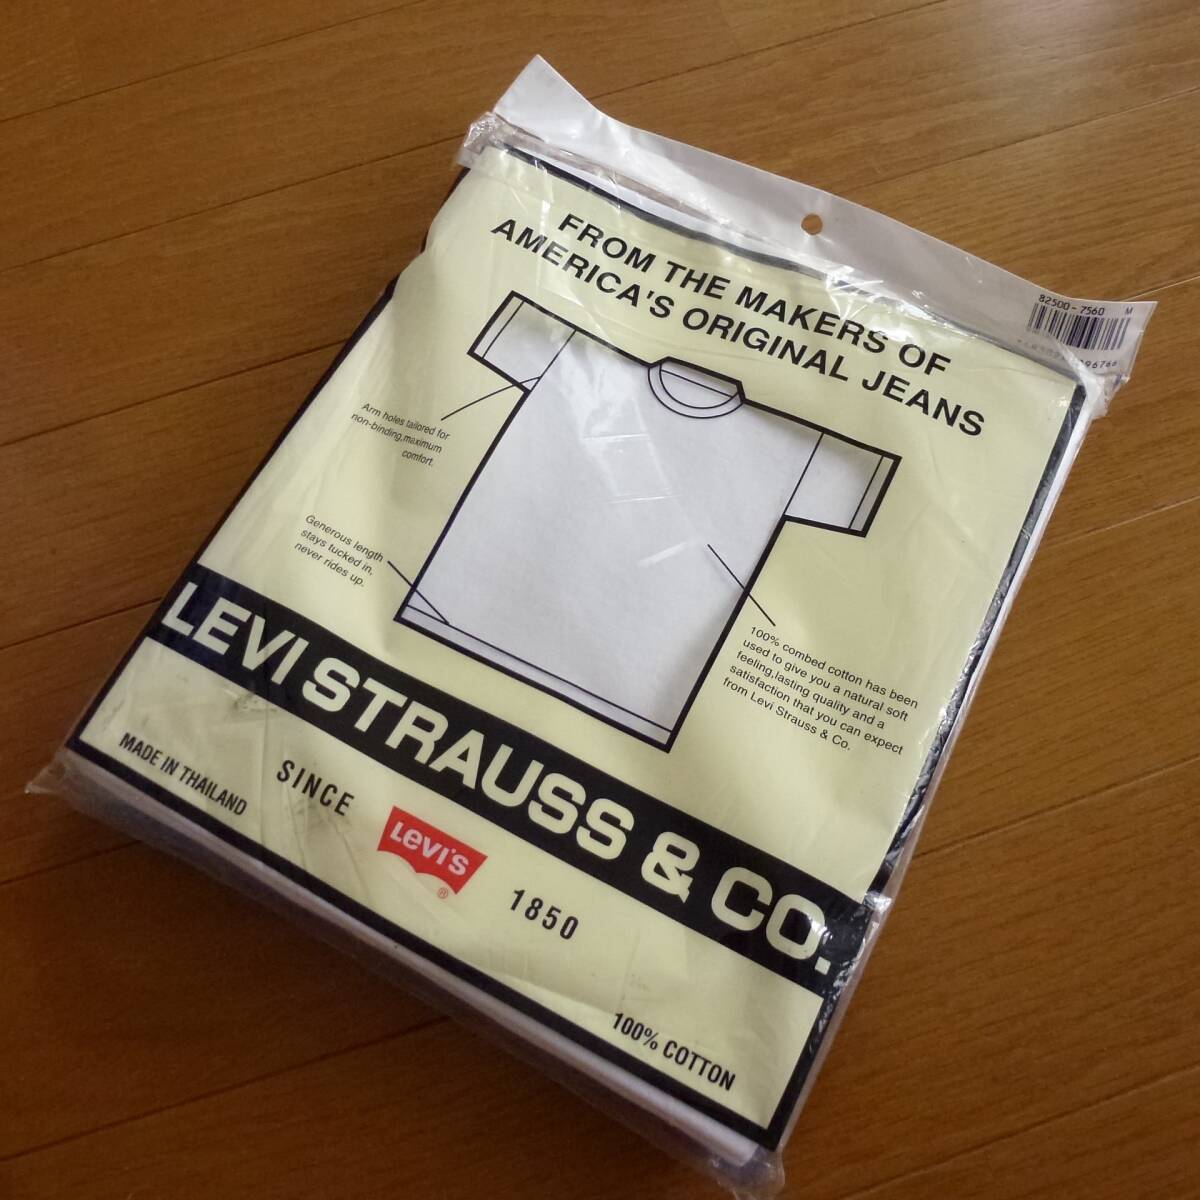 82500-7560 M
FROM THE MAKERS OF
AMERICA'S ORIGINAL JEANS
Arm holes tailored for
non-binding,maximum
comfort.
Generous length
stays tucked in,
never rides up.
100% combed cotton has been
used to give you a natural soft
feeling,lasting quality and a
satisfaction that you can expect
from Levi Strauss & Co.
LEVI STRAUSS & CO.
MADE IN THAILAND
SINCE
Levi's
®
1850
100% COTTON